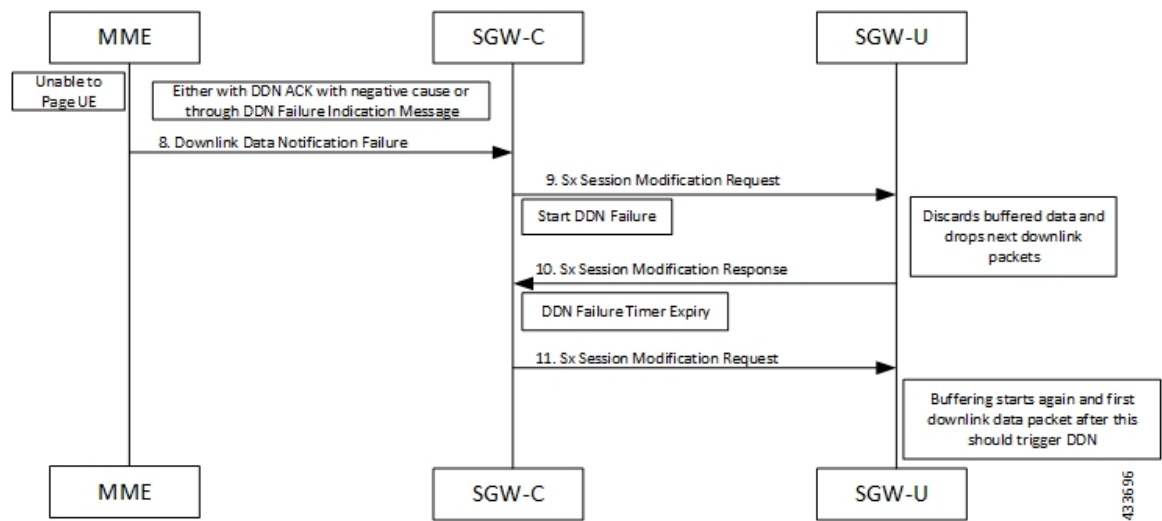 MME
SGW-C
SGW-U
Unable to
Page UE
Either with DDN ACK with negative cause or
through DDN Failure Indication Message
8. Downlink Data Notification Failure
9. Sx Session Modification Request
Start DDN Failure
Discards buffered data and
drops next downlink
packets
10. Sx Session Modification Response
DDN Failure Timer Expiry
11. Sx Session Modification Request
Buffering starts again and first
downlink data packet after this
should trigger DDN
MME
SGW-C
SGW-U
433696